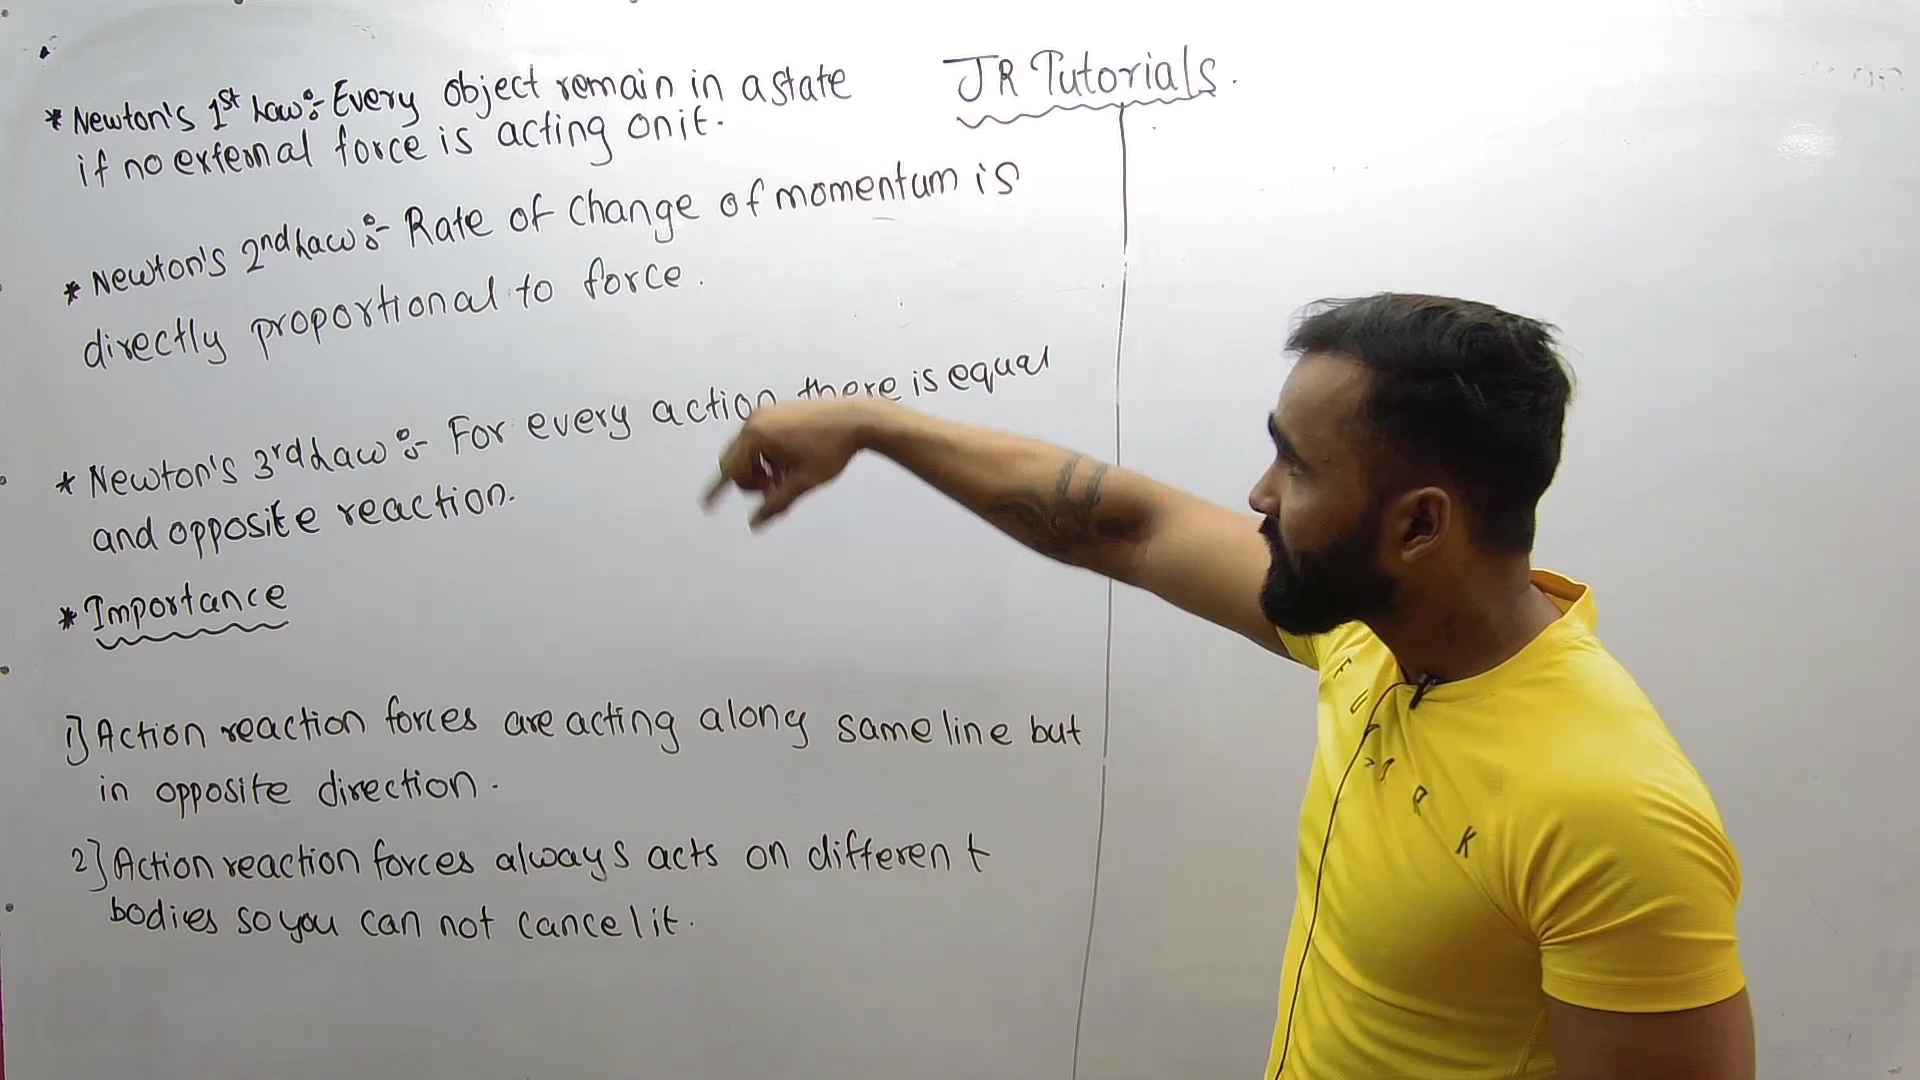 JR Tutorials.
* Newton's 1st Law:- Every object remain in a state
if no external force is acting on it.
* Newton's 2nd Law:- Rate of change of momentum is
directly proportional to force.
* Newton's 3rd Law:- For every action there is equal
and opposite reaction.
* Importance
1] Action reaction forces are acting along same line but
in opposite direction.
2] Action reaction forces always acts on different
bodies so you can not cancel it.